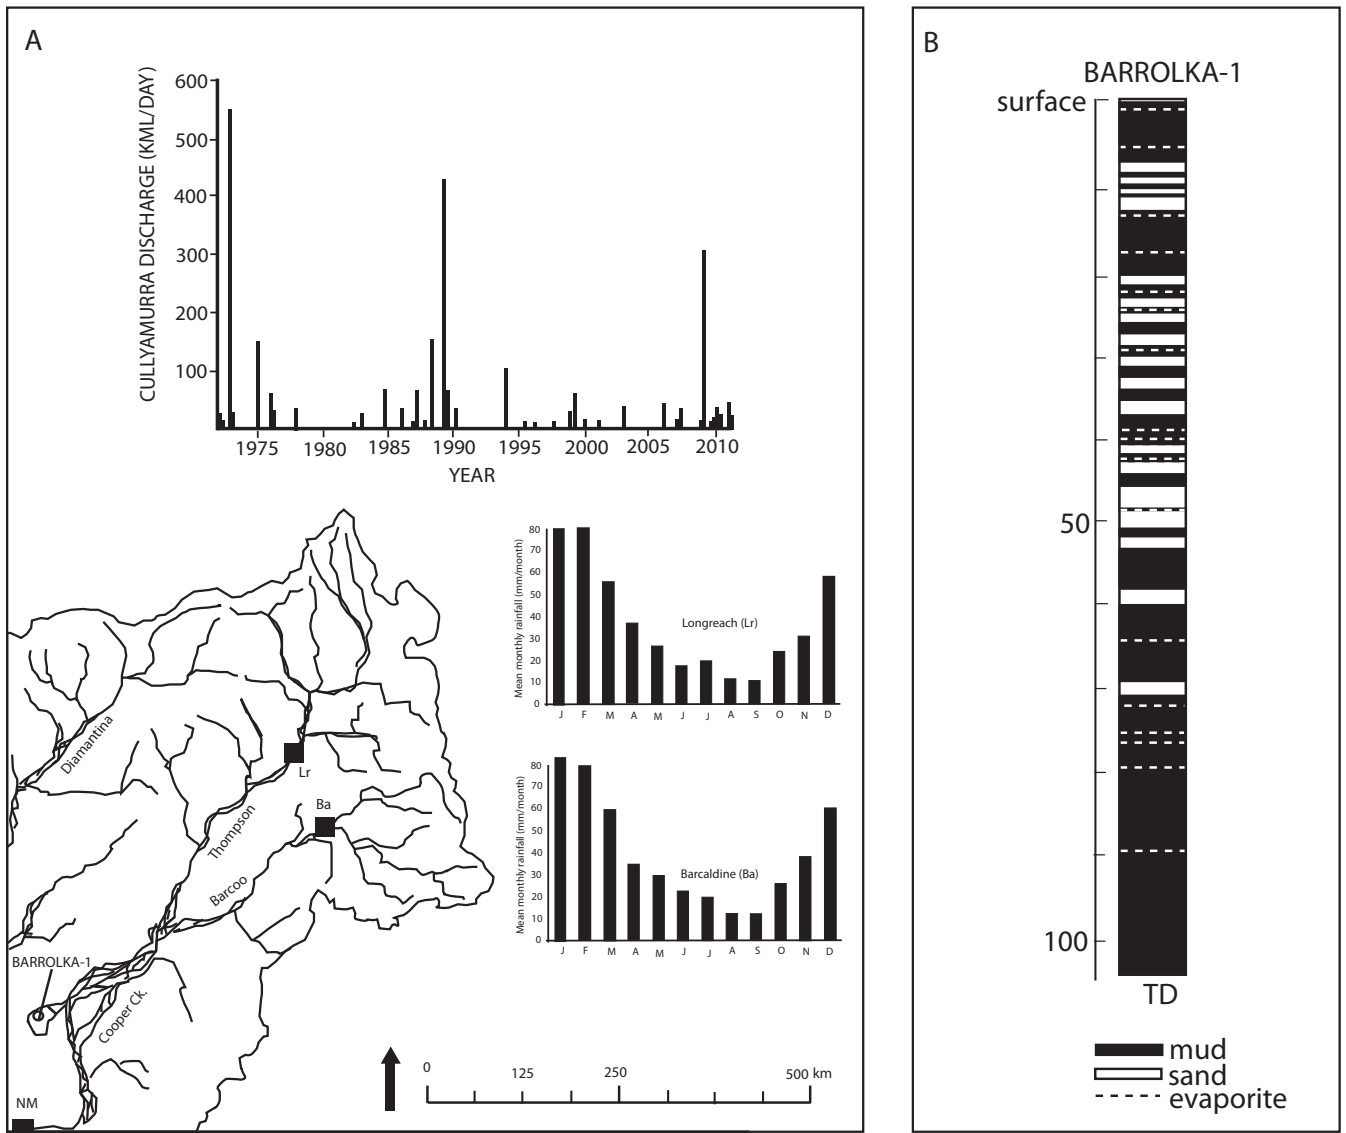 A
CULLYAMURRA DISCHARGE (KML/DAY)
600
500
400
300
200
100
1975 1980 1985 1990 1995 2000 2005 2010
YEAR
Mean monthly rainfall (mm/month)
80
70
60
50
40
30
20
10
0
Longreach (Lr)
J F M A M J J A S O N D
Mean monthly rainfall (mm/month)
80
70
60
50
40
30
20
10
0
Barcaldine (Ba)
J F M A M J J A S O N D
Diamantina
Lr
Ba
Thompson
Barcoo
BARROLKA-1
Cooper Ck.
NM
0 125 250 500 km
B
BARROLKA-1
surface
50
100
TD
mud
sand
evaporite